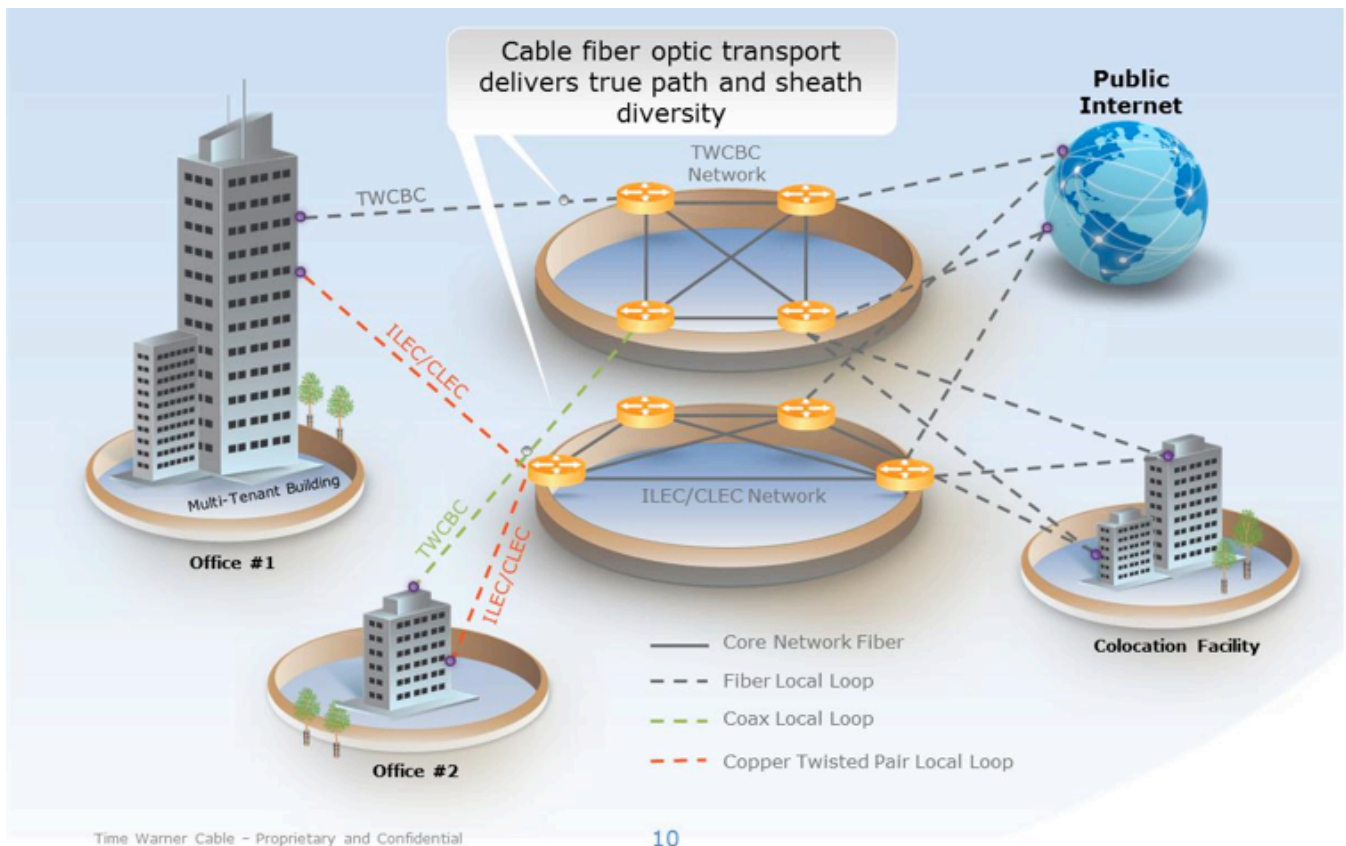 Cable fiber optic transport
delivers true path and sheath
diversity
Public
Internet
TWCBC
Network
TWCBC
ILEC/CLEC
Multi-Tenant Building
Office #1
TWCBC
ILEC/CLEC
ILEC/CLEC Network
Office #2
Colocation Facility
Core Network Fiber
Fiber Local Loop
Coax Local Loop
Copper Twisted Pair Local Loop
Time Warner Cable – Proprietary and Confidential
10